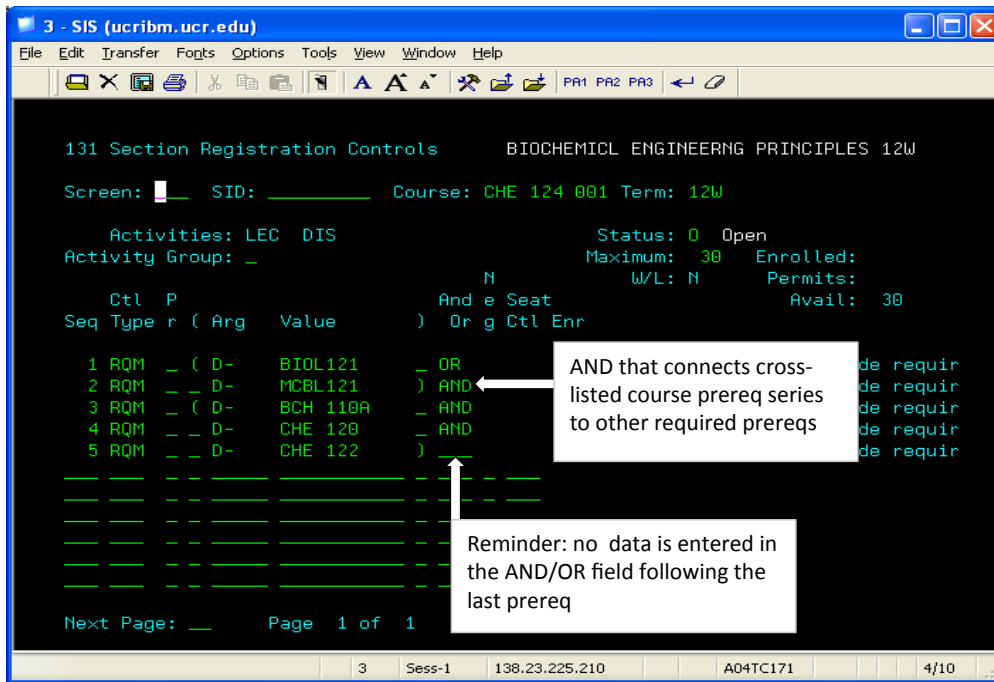 3 - SIS (ucribm.ucr.edu)
File Edit Transfer Fonts Options Tools View Window Help
A A A PA1 PA2 PA3
131 Section Registration Controls BIOCHEMICL ENGINEERNG PRINCIPLES 12W
Screen: ___ SID: __________ Course: CHE 124 001 Term: 12W
Activities: LEC DIS Status: O Open
Activity Group: _ Maximum: 30 Enrolled:
N W/L: N Permits:
Ctl P And e Seat Avail: 30
Seq Type r ( Arg Value ) Or g Ctl Enr
1 RQM _ ( D- BIOL121 _ OR de requir
2 RQM _ _ D- MCBL121 ) AND de requir
3 RQM _ ( D- BCH 110A _ AND de requir
4 RQM _ _ D- CHE 120 _ AND de requir
5 RQM _ _ D- CHE 122 ) ___ de requir
AND that connects cross-
listed course prereq series
to other required prereqs
Reminder: no data is entered in
the AND/OR field following the
last prereq
Next Page: __ Page 1 of 1
3 Sess-1 138.23.225.210 A04TC171 4/10